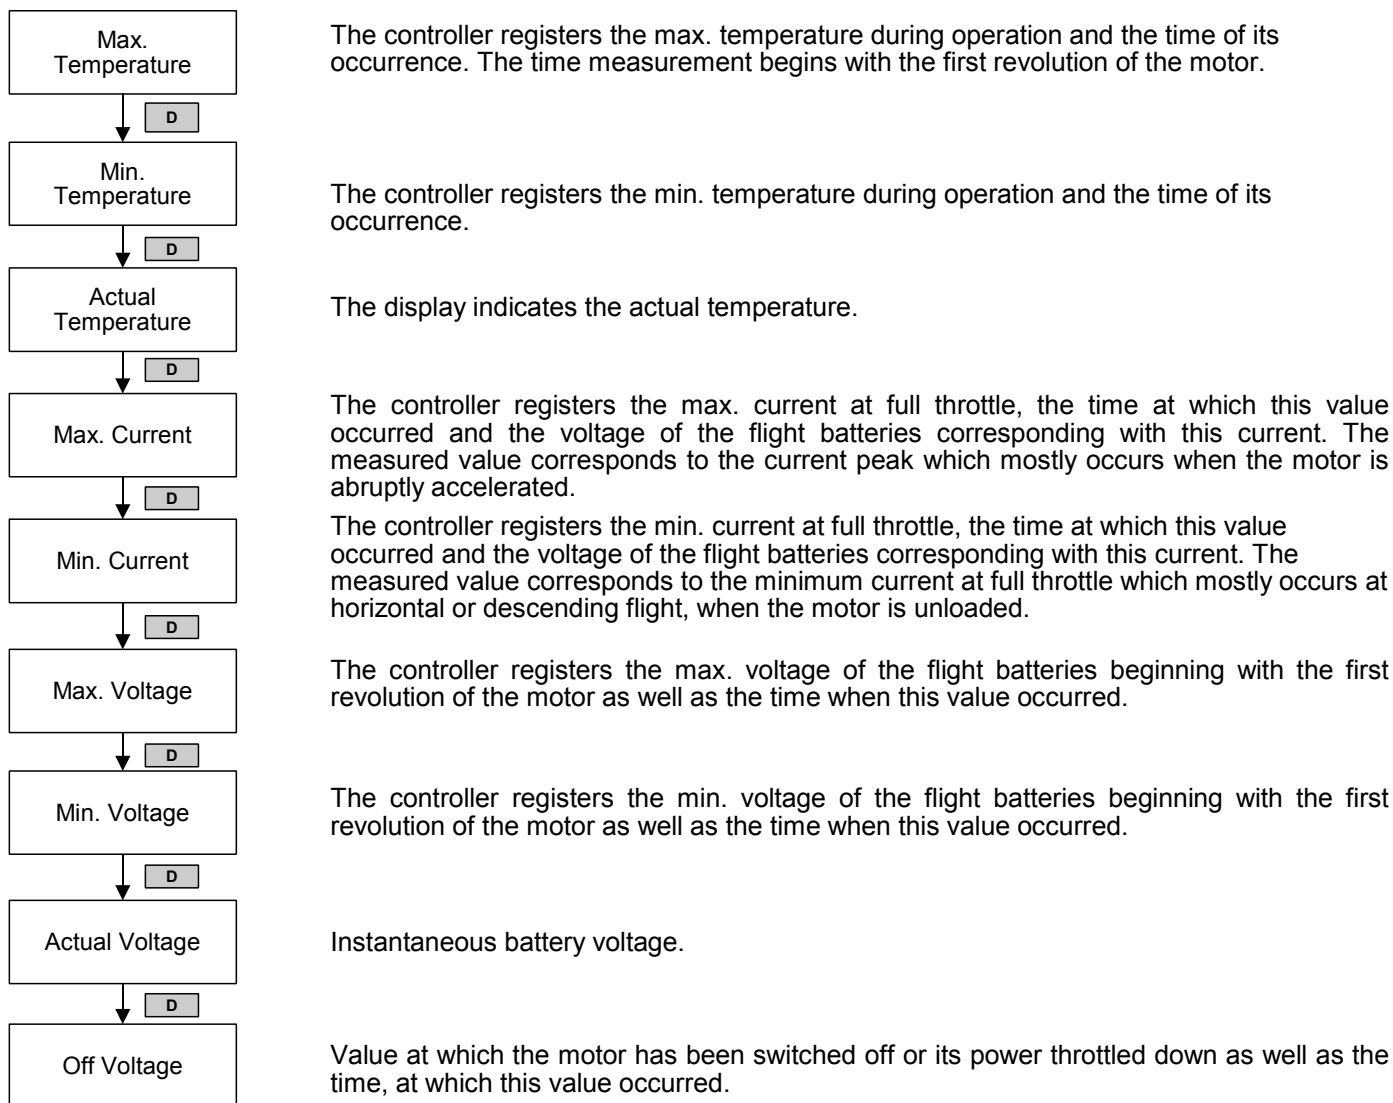 Max.
Temperature
The controller registers the max. temperature during operation and the time of its
occurrence. The time measurement begins with the first revolution of the motor.
D
Min.
Temperature
The controller registers the min. temperature during operation and the time of its
occurrence.
D
Actual
Temperature
The display indicates the actual temperature.
D
Max. Current
The controller registers the max. current at full throttle, the time at which this value
occurred and the voltage of the flight batteries corresponding with this current. The
measured value corresponds to the current peak which mostly occurs when the motor is
abruptly accelerated.
D
Min. Current
The controller registers the min. current at full throttle, the time at which this value
occurred and the voltage of the flight batteries corresponding with this current. The
measured value corresponds to the minimum current at full throttle which mostly occurs at
horizontal or descending flight, when the motor is unloaded.
D
Max. Voltage
The controller registers the max. voltage of the flight batteries beginning with the first
revolution of the motor as well as the time when this value occurred.
D
Min. Voltage
The controller registers the min. voltage of the flight batteries beginning with the first
revolution of the motor as well as the time when this value occurred.
D
Actual Voltage
Instantaneous battery voltage.
D
Off Voltage
Value at which the motor has been switched off or its power throttled down as well as the
time, at which this value occurred.